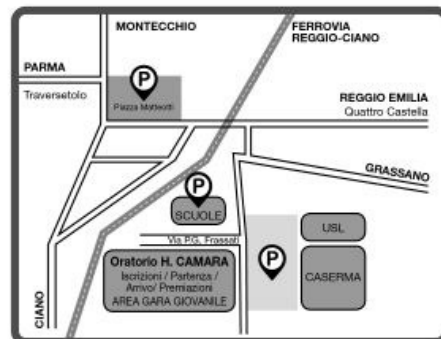 MONTECCHIO
FERROVIA
REGGIO-CIANO
PARMA
Traversetolo
P
Piazza Matteotti
REGGIO EMILIA
Quattro Castella
GRASSANO
P
SCUOLE
USL
Via P.G. Frassati
P
Oratorio H. CAMARA
Iscrizioni / Partenza /
Arrivo/ Premiazioni
AREA GARA GIOVANILE
CASERMA
CIANO